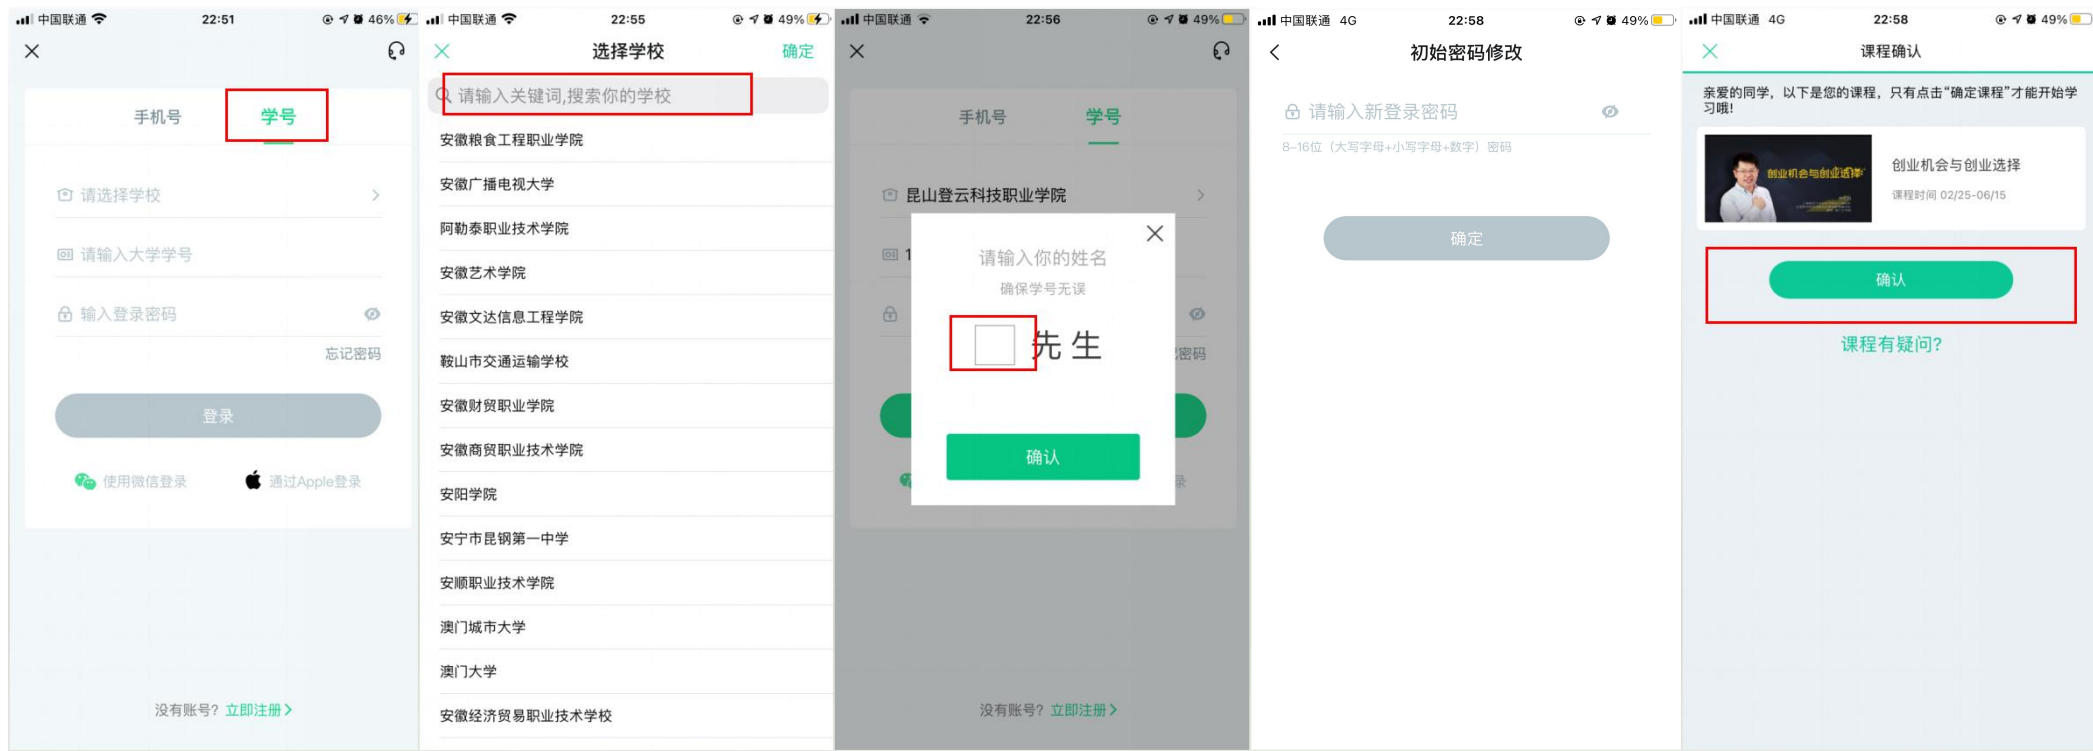 中国联通 22:51 46%
手机号 学号
请选择学校
请输入大学学号
输入登录密码
忘记密码
登录
使用微信登录 通过Apple登录
没有账号? 立即注册
中国联通 22:55 49%
选择学校 确定
请输入关键词,搜索你的学校
安徽粮食工程职业学院
安徽广播电视大学
阿勒泰职业技术学院
安徽艺术学院
安徽文达信息工程学院
鞍山市交通运输学校
安徽财贸职业学院
安徽商贸职业技术学院
安阳学院
安宁市昆钢第一中学
安顺职业技术学院
澳门城市大学
澳门大学
安徽经济贸易职业技术学校
中国联通 22:56 49%
手机号 学号
昆山登云科技职业学院
1
请输入你的姓名
确保学号无误
先生
密码
确认
录
没有账号? 立即注册
中国联通 4G 22:58 49%
初始密码修改
请输入新登录密码
8-16位（大写字母+小写字母+数字）密码
确定
中国联通 4G 22:58 49%
课程确认
亲爱的同学，以下是您的课程，只有点击“确定课程”才能开始学
习哦!
创业机会与创业选择
创业机会与创业选择
课程时间 02/25-06/15
确认
课程有疑问?